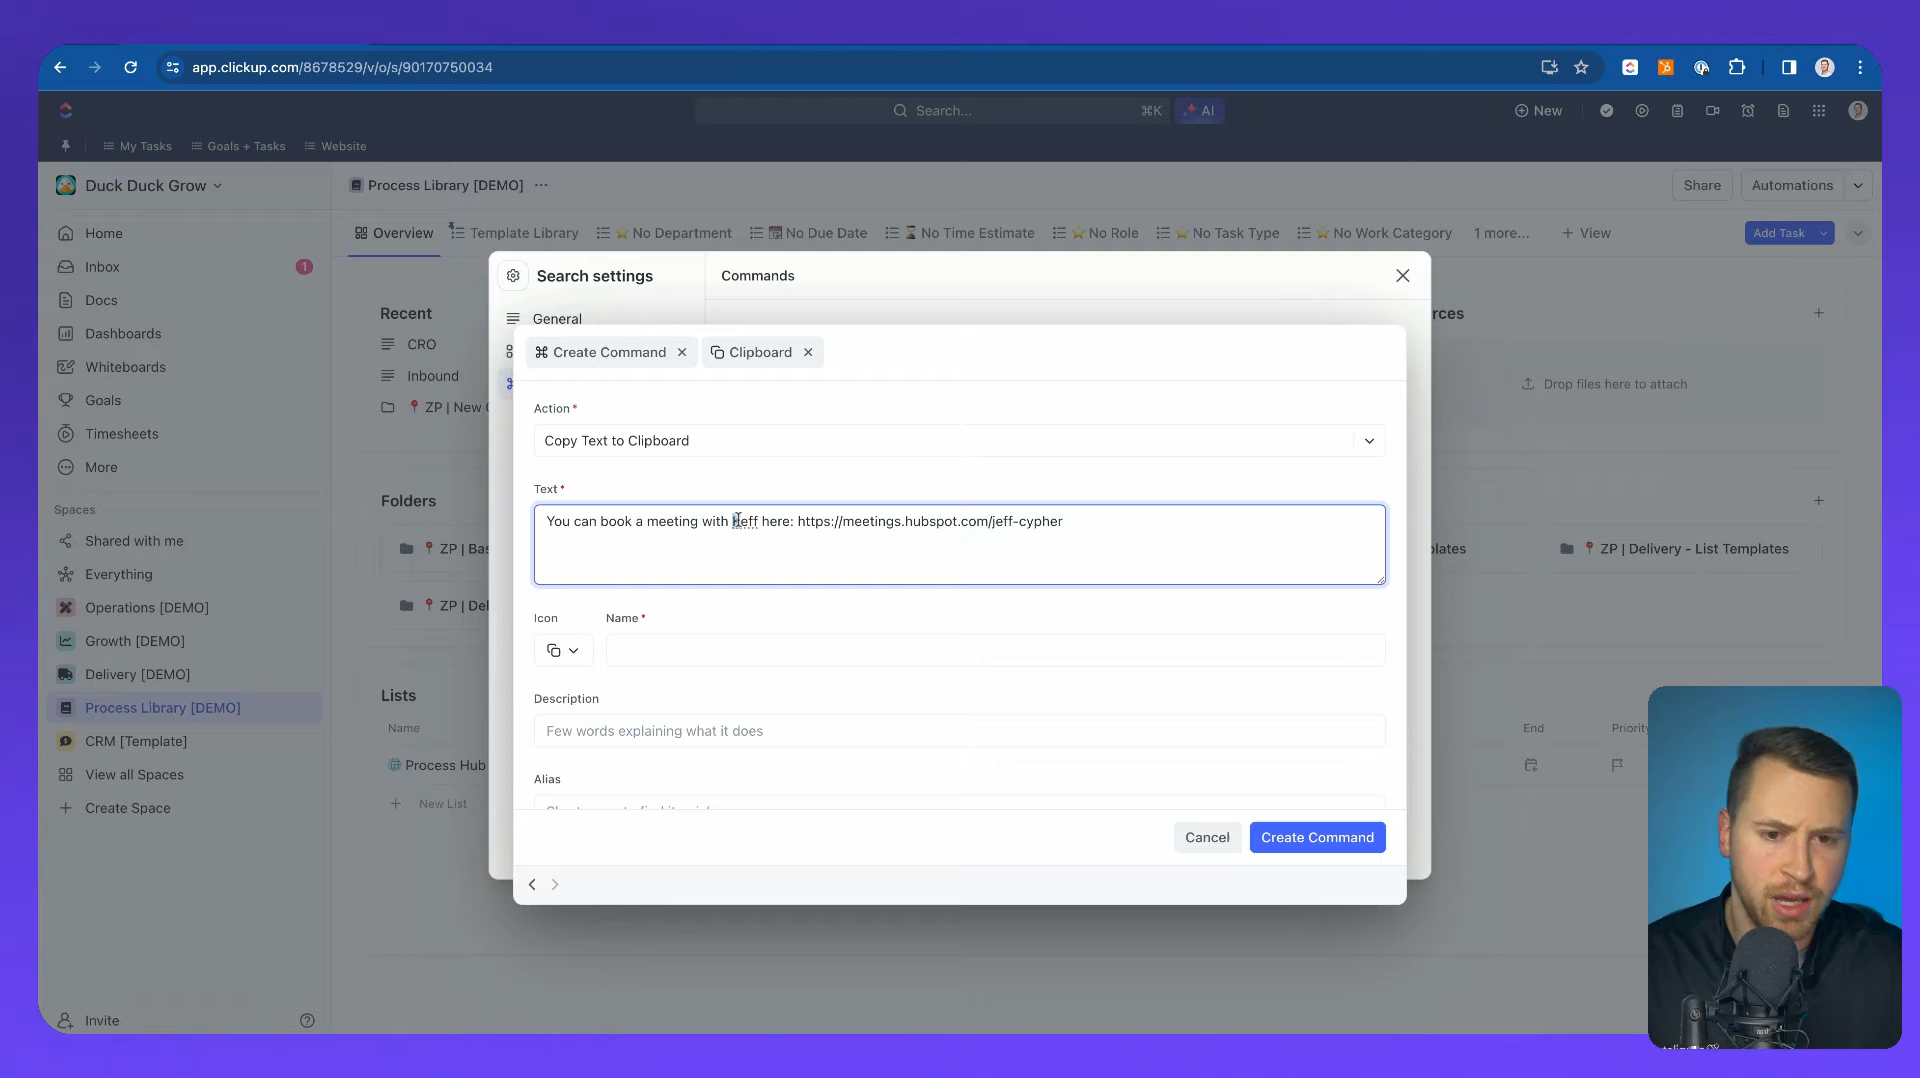 app.clickup.com/8678529/v/o/s/90170750034
Search...
⌘K
AI
New
My Tasks
Goals + Tasks
Website
Duck Duck Grow
Process Library [DEMO]
Share
Automations
Home
Inbox
1
Docs
Dashboards
Whiteboards
Goals
Timesheets
More
Spaces
Shared with me
Everything
Operations [DEMO]
Growth [DEMO]
Delivery [DEMO]
Process Library [DEMO]
CRM [Template]
View all Spaces
Create Space
Invite
Overview
Template Library
No Department
No Due Date
No Time Estimate
No Role
No Task Type
No Work Category
1 more...
View
Add Task
Recent
CRO
Inbound
ZP | New
Drop files here to attach
Folders
ZP | Bas
ZP | Del
ZP | Delivery - List Templates
Lists
Name
End
Priority
Process Hub
New List
Search settings
Commands
General
Create Command
Clipboard
Action *
Copy Text to Clipboard
Text *
You can book a meeting with here: https://meetings.hubspot.com/jeff-cypher
Icon
Name *
Description
Few words explaining what it does
Alias
Cancel
Create Command